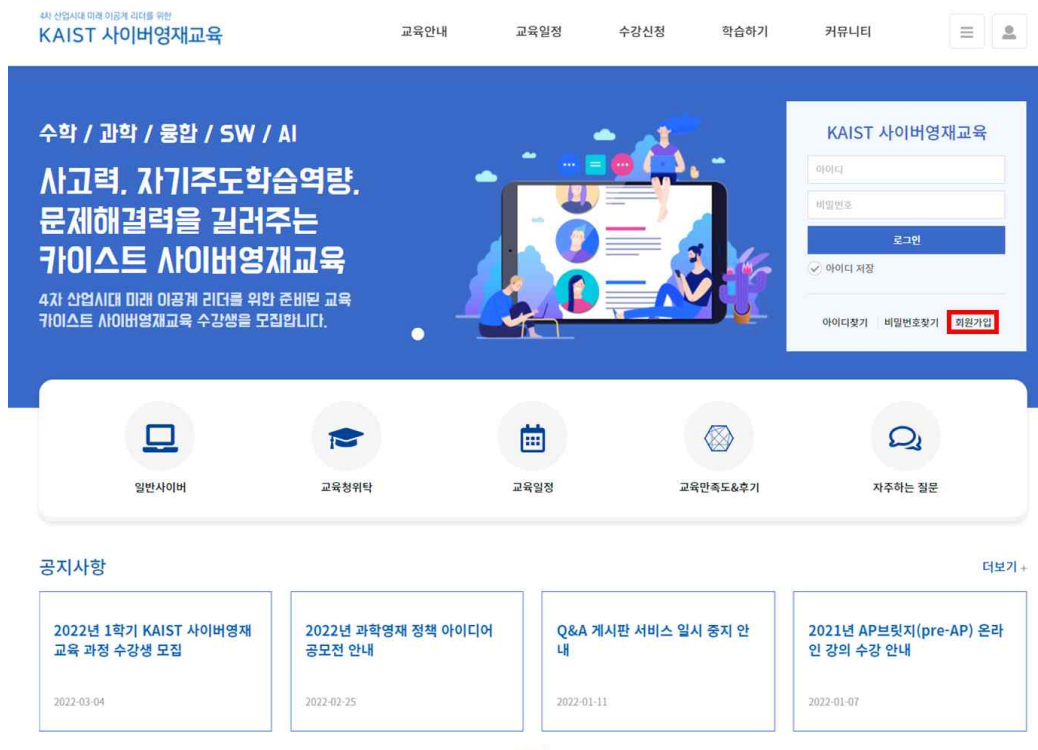 4차 산업시대 미래 이공계 리더를 위한
KAIST 사이버영재교육
교육안내
교육일정
수강신청
학습하기
커뮤니티
수학 / 과학 / 융합 / SW / AI
사고력, 자기주도학습역량,
문제해결력을 길러주는
카이스트 사이버영재교육
4차 산업시대 미래 이공계 리더를 위한 준비된 교육
카이스트 사이버영재교육 수강생을 모집합니다.
KAIST 사이버영재교육
아이디
비밀번호
로그인
아이디 저장
아이디찾기
비밀번호찾기
회원가입
일반사이버
교육청위탁
교육일정
교육만족도&후기
자주하는 질문
공지사항
더보기 +
2022년 1학기 KAIST 사이버영재
교육 과정 수강생 모집
2022-03-04
2022년 과학영재 정책 아이디어
공모전 안내
2022-02-25
Q&A 게시판 서비스 일시 중지 안
내
2022-01-11
2021년 AP브릿지(pre-AP) 온라
인 강의 수강 안내
2022-01-07